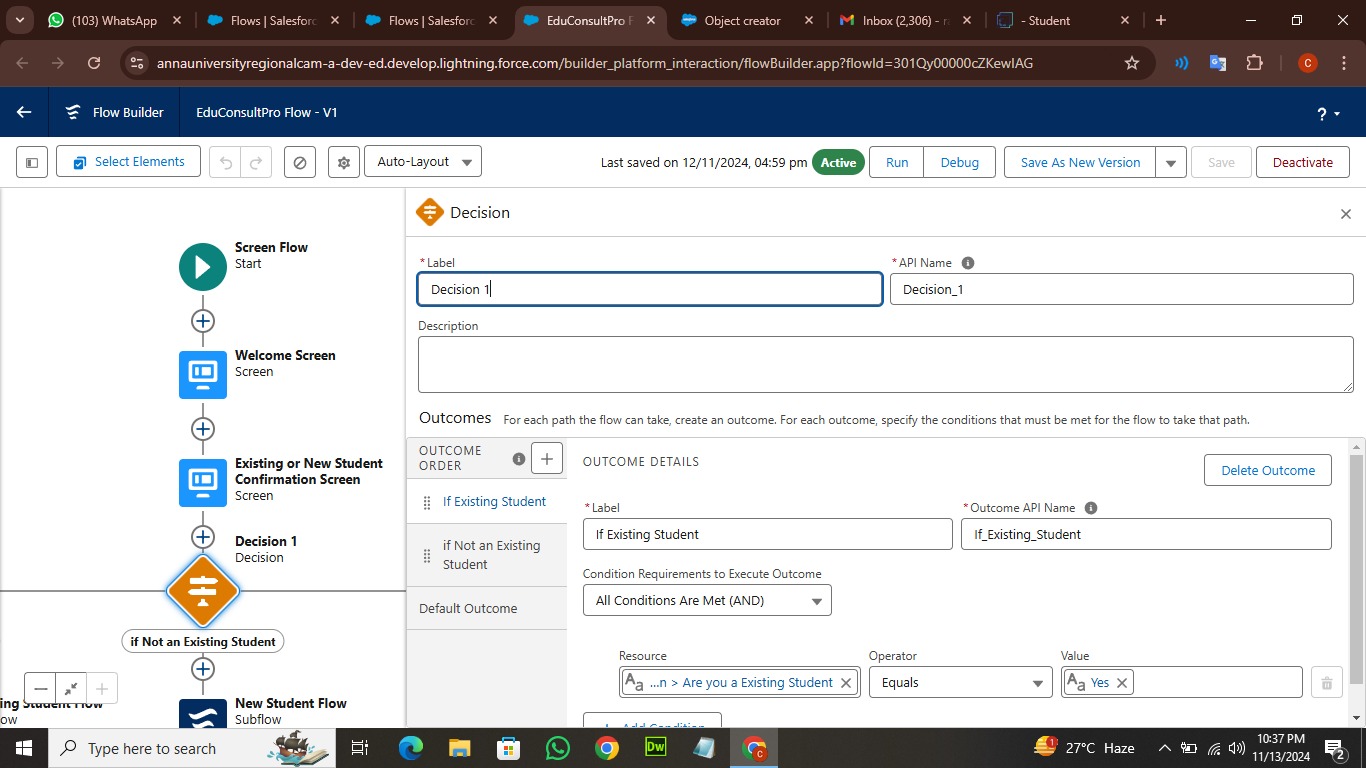 (103) WhatsApp
Flows | Salesforc
Flows | Salesforc
EduConsultPro F
Object creator
Inbox (2,306) - ra
- Student
annauniversityregionalcam-a-dev-ed.develop.lightning.force.com/builder_platform_interaction/flowBuilder.app?flowId=301Qy00000cZKewIAG
C
Flow Builder
EduConsultPro Flow - V1
?
Select Elements
Auto-Layout
Last saved on 12/11/2024, 04:59 pm
Active
Run
Debug
Save As New Version
Save
Deactivate
Screen Flow
Start
Welcome Screen
Screen
Existing or New Student
Confirmation Screen
Screen
Decision 1
Decision
if Not an Existing Student
ing Student Flow
ow
New Student Flow
Subflow
Decision
* Label
Decision 1
* API Name
Decision_1
Description
Outcomes For each path the flow can take, create an outcome. For each outcome, specify the conditions that must be met for the flow to take that path.
OUTCOME
ORDER
If Existing Student
if Not an Existing
Student
Default Outcome
OUTCOME DETAILS
Delete Outcome
* Label
If Existing Student
* Outcome API Name
If_Existing_Student
Condition Requirements to Execute Outcome
All Conditions Are Met (AND)
Resource
Aa ...n > Are you a Existing Student
Operator
Equals
Value
Aa Yes
+ Add Condition
Type here to search
Dw
C
1
27°C Haze
10:37 PM
11/13/2024
2